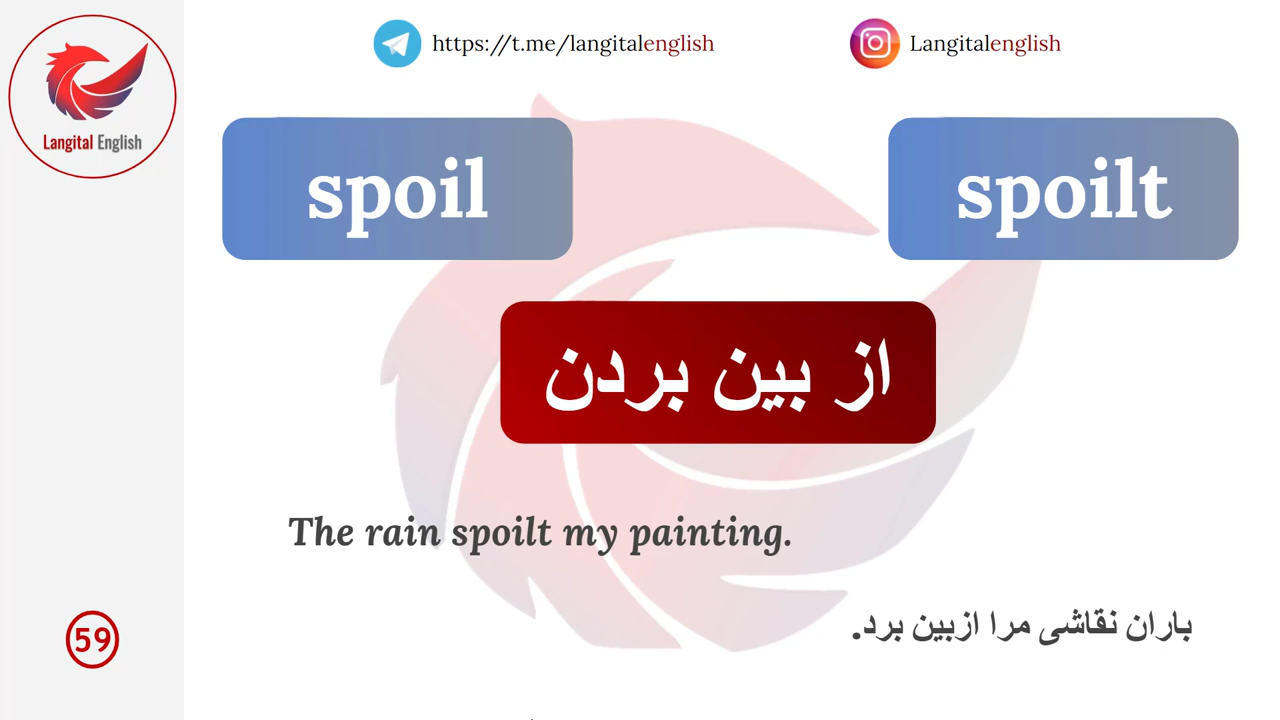 Langital English
https://t.me/langitalenglish
Langitalenglish
spoil
spoilt
از بین بردن
The rain spoilt my painting.
باران نقاشی مرا ازبین برد.
59